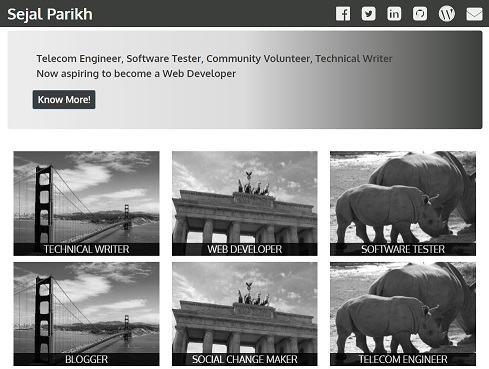 Sejal Parikh
Telecom Engineer, Software Tester, Community Volunteer, Technical Writer
Now aspiring to become a Web Developer
Know More!
TECHNICAL WRITER
WEB DEVELOPER
SOFTWARE TESTER
BLOGGER
SOCIAL CHANGE MAKER
TELECOM ENGINEER